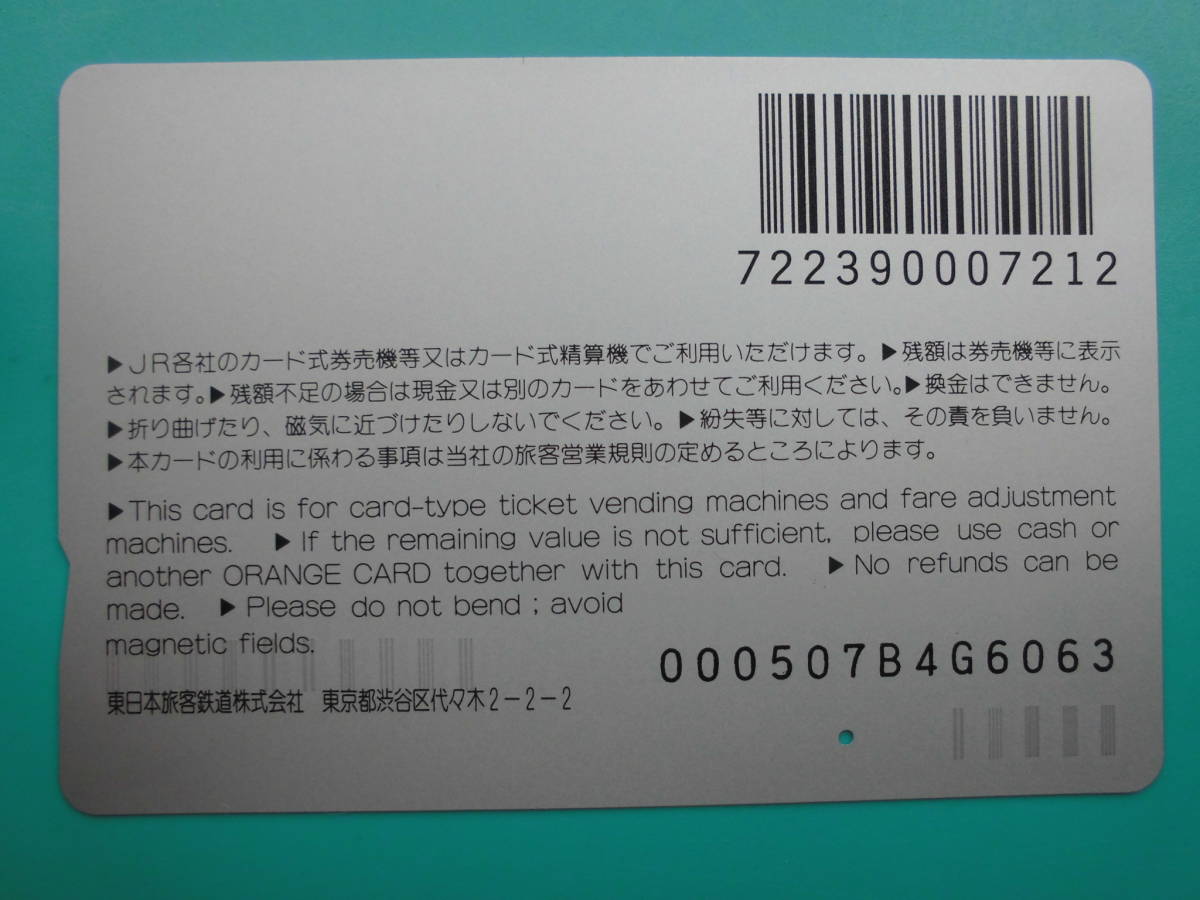 722390007212
▶JR各社のカード式券売機等又はカード式精算機でご利用いただけます。▶残額は券売機等に表示
されます。▶残額不足の場合は現金又は別のカードをあわせてご利用ください。▶換金はできません。
▶折り曲げたり、磁気に近づけたりしないでください。▶紛失等に対しては、その責を負いません。
▶本カードの利用に係わる事項は当社の旅客営業規則の定めるところによります。
▶This card is for card-type ticket vending machines and fare adjustment
machines. ▶If the remaining value is not sufficient, please use cash or
another ORANGE CARD together with this card. ▶No refunds can be
made. ▶Please do not bend ; avoid
magnetic fields.
000507B4G6063
東日本旅客鉄道株式会社 東京都渋谷区代々木2-2-2